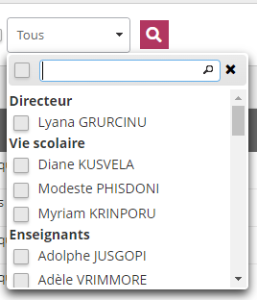 Tous
Directeur
Lyana GRURCINU
Vie scolaire
Diane KUSVELA
Modeste PHISDONI
Myriam KRINPORU
Enseignants
Adolphe JUSGOPI
Adèle VRIMMORE